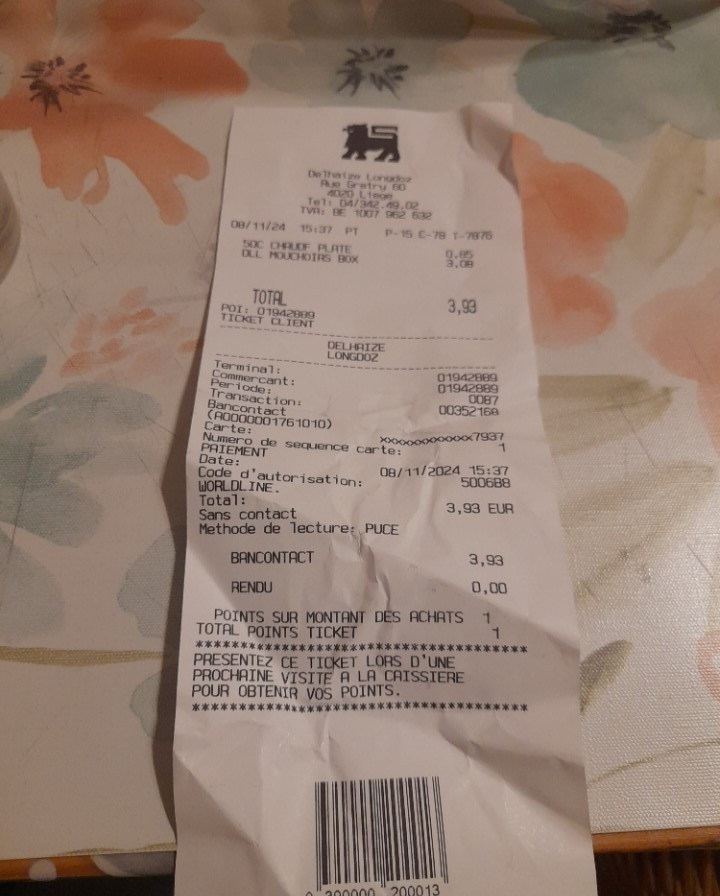 Delhaize Longdoz
Rue Gretry 60
4020 Liege
Tel: 04/342.49.02
TVA: BE 1007 962 632
08/11/24 15:37 PT P-15 C-78 T-7875
50C CHAUDF PLATE 0,85
DLL MOUCHOIRS BOX 3,08
TOTAL 3,93
POI: 01942889
TICKET CLIENT
DELHAIZE
LONGDOZ
Terminal: 01942889
Commercant: 01942889
Periode: 0087
Transaction: 00352168
Bancontact
(A0000001761010)
Carte: xxxxxxxxxxxxx7937
Numero de sequence carte: 1
PAIEMENT
Date: 08/11/2024 15:37
Code d'autorisation: 500688
WORLDLINE.
Total: 3,93 EUR
Sans contact
Methode de lecture: PUCE
BANCONTACT 3,93
RENDU 0,00
POINTS SUR MONTANT DES ACHATS 1
TOTAL POINTS TICKET 1
*************************************
PRESENTEZ CE TICKET LORS D'UNE
PROCHAINE VISITE A LA CAISSIERE
POUR OBTENIR VOS POINTS.
*************************************
200013